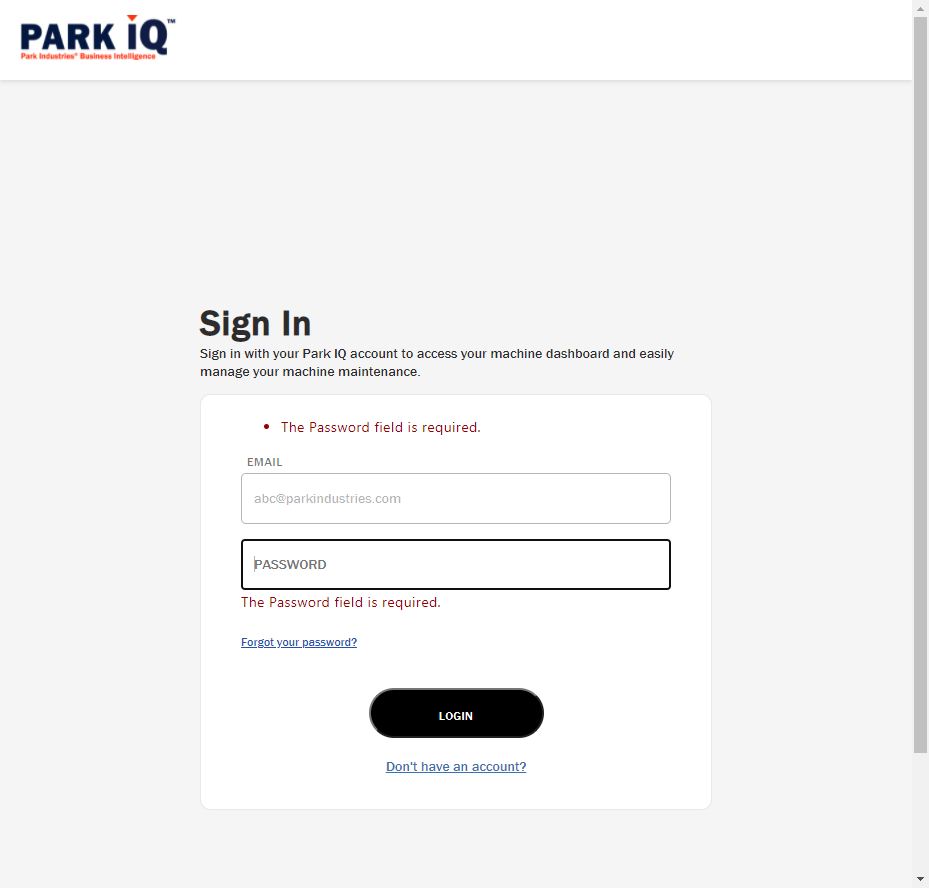 PARK iQ™
Park Industries® Business Intelligence
Sign In
Sign in with your Park IQ account to access your machine dashboard and easily
manage your machine maintenance.
• The Password field is required.
EMAIL
abc@parkindustries.com
PASSWORD
The Password field is required.
Forgot your password?
LOGIN
Don't have an account?